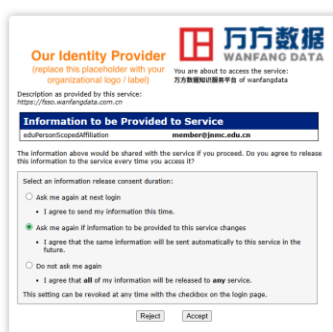 Our Identity Provider
(replace this placeholder with your
organizational logo / label)
万方数据
WANFANG DATA
You are about to access the service:
万方数据知识服务平台 of wanfangdata
Description as provided by this service:
https://fsso.wanfangdata.com.cn
Information to be Provided to Service
eduPersonScopedAffiliation member@jnmc.edu.cn
The information above would be shared with the service if you proceed. Do you agree to release
this information to the service every time you access it?
Select an information release consent duration:
Ask me again at next login
• I agree to send my information this time.
Ask me again if information to be provided to this service changes
• I agree that the same information will be sent automatically to this service in the
future.
Do not ask me again
• I agree that all of my information will be released to any service.
This setting can be revoked at any time with the checkbox on the login page.
Reject Accept